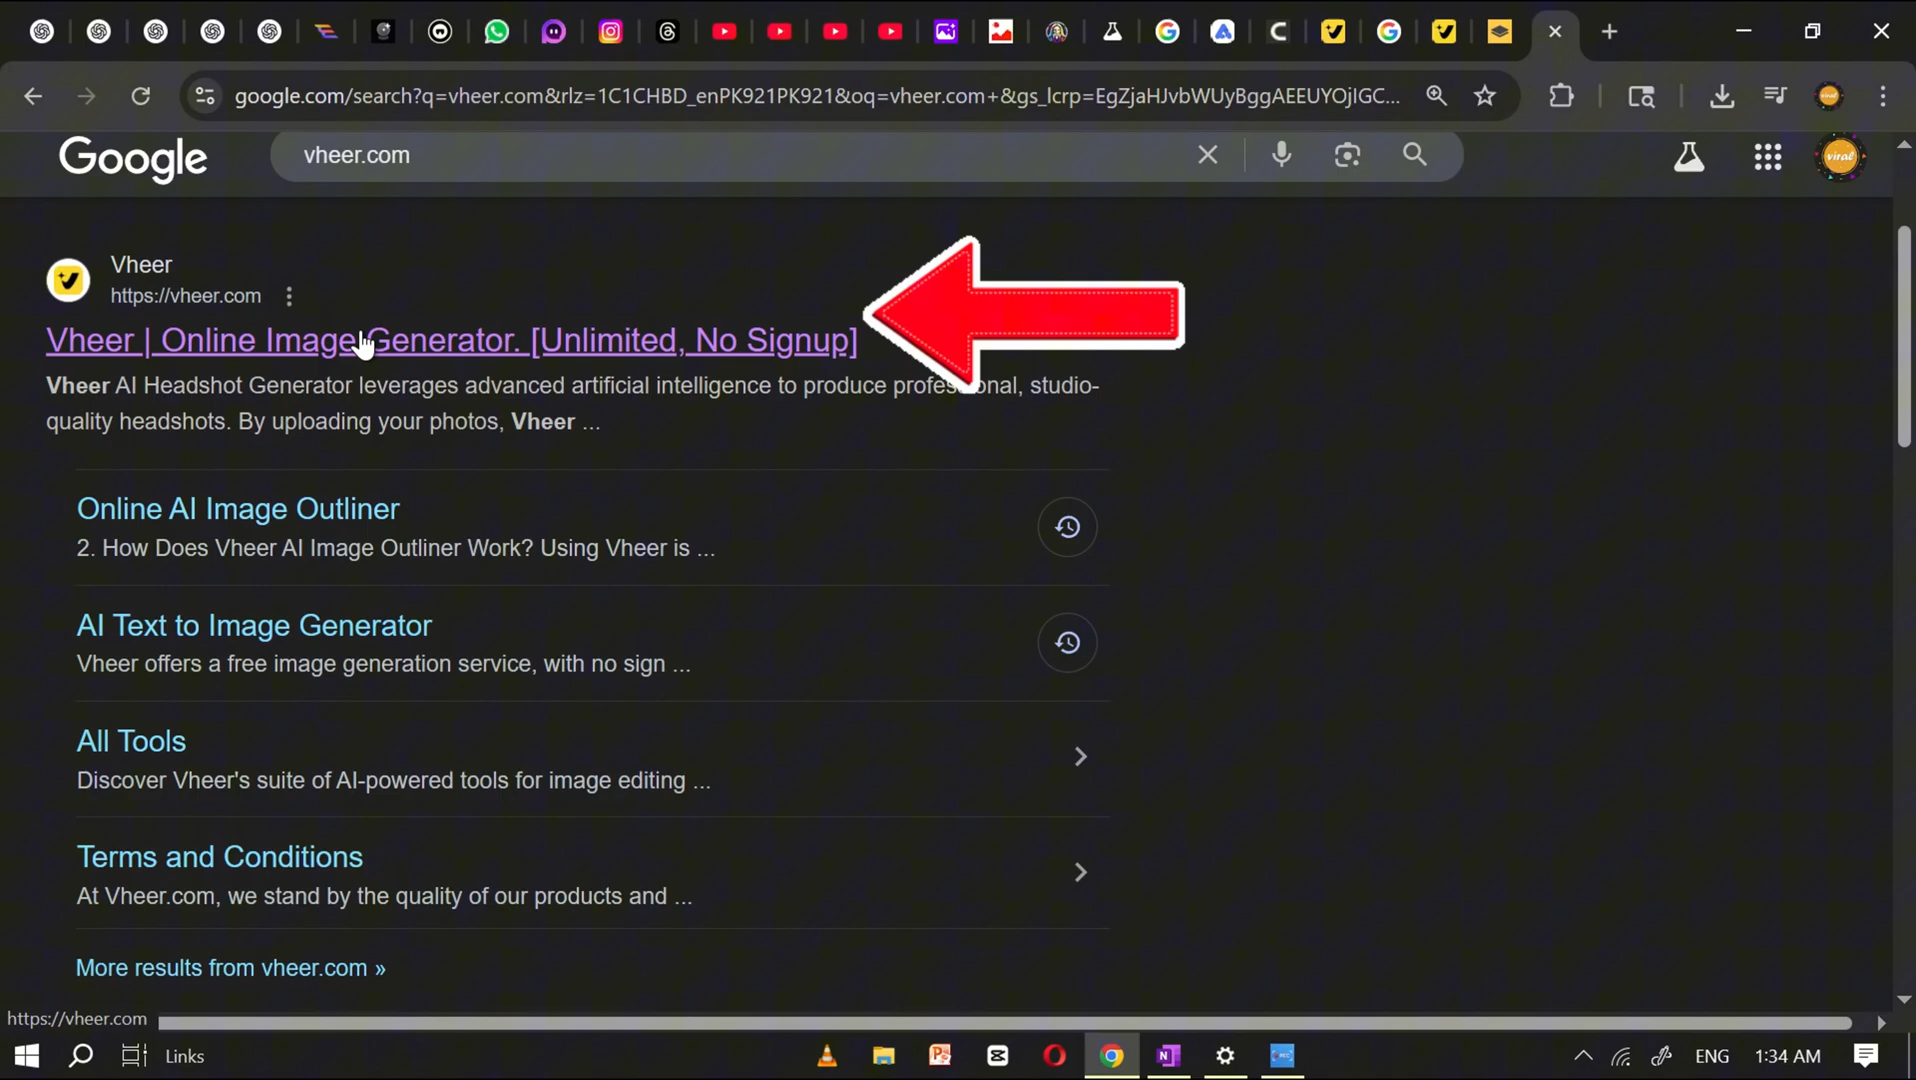 google.com/search?q=vheer.com&rlz=1C1CHBD_enPK921PK921&oq=vheer.com+&gs_lcrp=EgZjaHJvbWUyBggAEEUYOjIGC...
Google
vheer.com
viral
Vheer
https://vheer.com
Vheer | Online Image Generator. [Unlimited, No Signup]
Vheer AI Headshot Generator leverages advanced artificial intelligence to produce professional, studio-
quality headshots. By uploading your photos, Vheer ...
Online AI Image Outliner
2. How Does Vheer AI Image Outliner Work? Using Vheer is ...
AI Text to Image Generator
Vheer offers a free image generation service, with no sign ...
All Tools
Discover Vheer's suite of AI-powered tools for image editing ...
Terms and Conditions
At Vheer.com, we stand by the quality of our products and ...
More results from vheer.com »
https://vheer.com
Links
ENG
1:34 AM